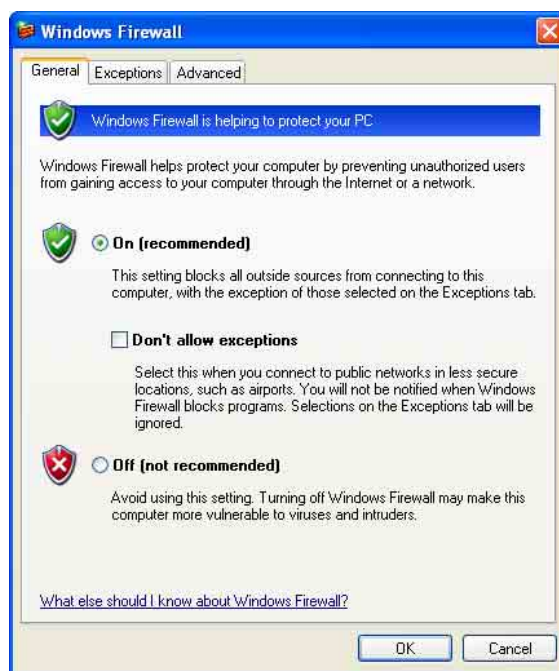 Windows Firewall
General Exceptions Advanced
Windows Firewall is helping to protect your PC
Windows Firewall helps protect your computer by preventing unauthorized users
from gaining access to your computer through the Internet or a network.
On (recommended)
This setting blocks all outside sources from connecting to this
computer, with the exception of those selected on the Exceptions tab.
Don't allow exceptions
Select this when you connect to public networks in less secure
locations, such as airports. You will not be notified when Windows
Firewall blocks programs. Selections on the Exceptions tab will be
ignored.
Off (not recommended)
Avoid using this setting. Turning off Windows Firewall may make this
computer more vulnerable to viruses and intruders.
What else should I know about Windows Firewall?
OK Cancel